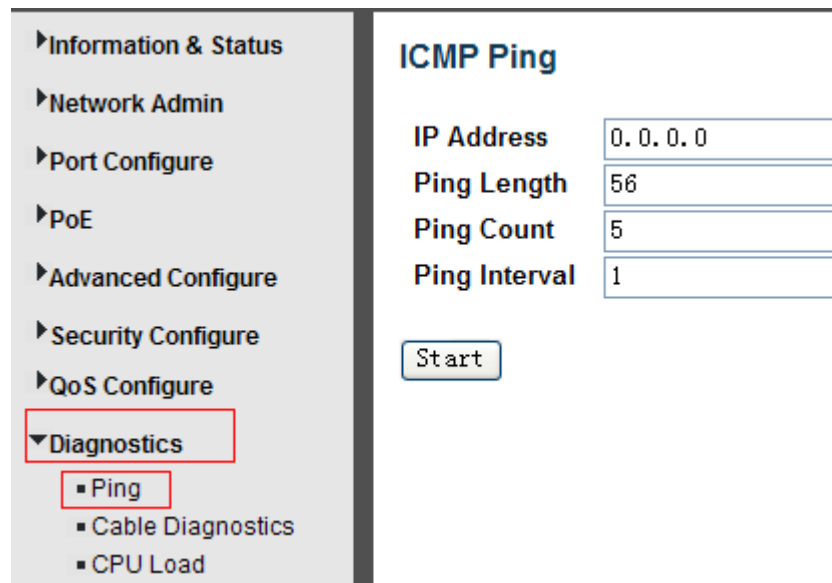 Information & Status
Network Admin
Port Configure
PoE
Advanced Configure
Security Configure
QoS Configure
Diagnostics
Ping
Cable Diagnostics
CPU Load
ICMP Ping
IP Address 0.0.0.0
Ping Length 56
Ping Count 5
Ping Interval 1
Start